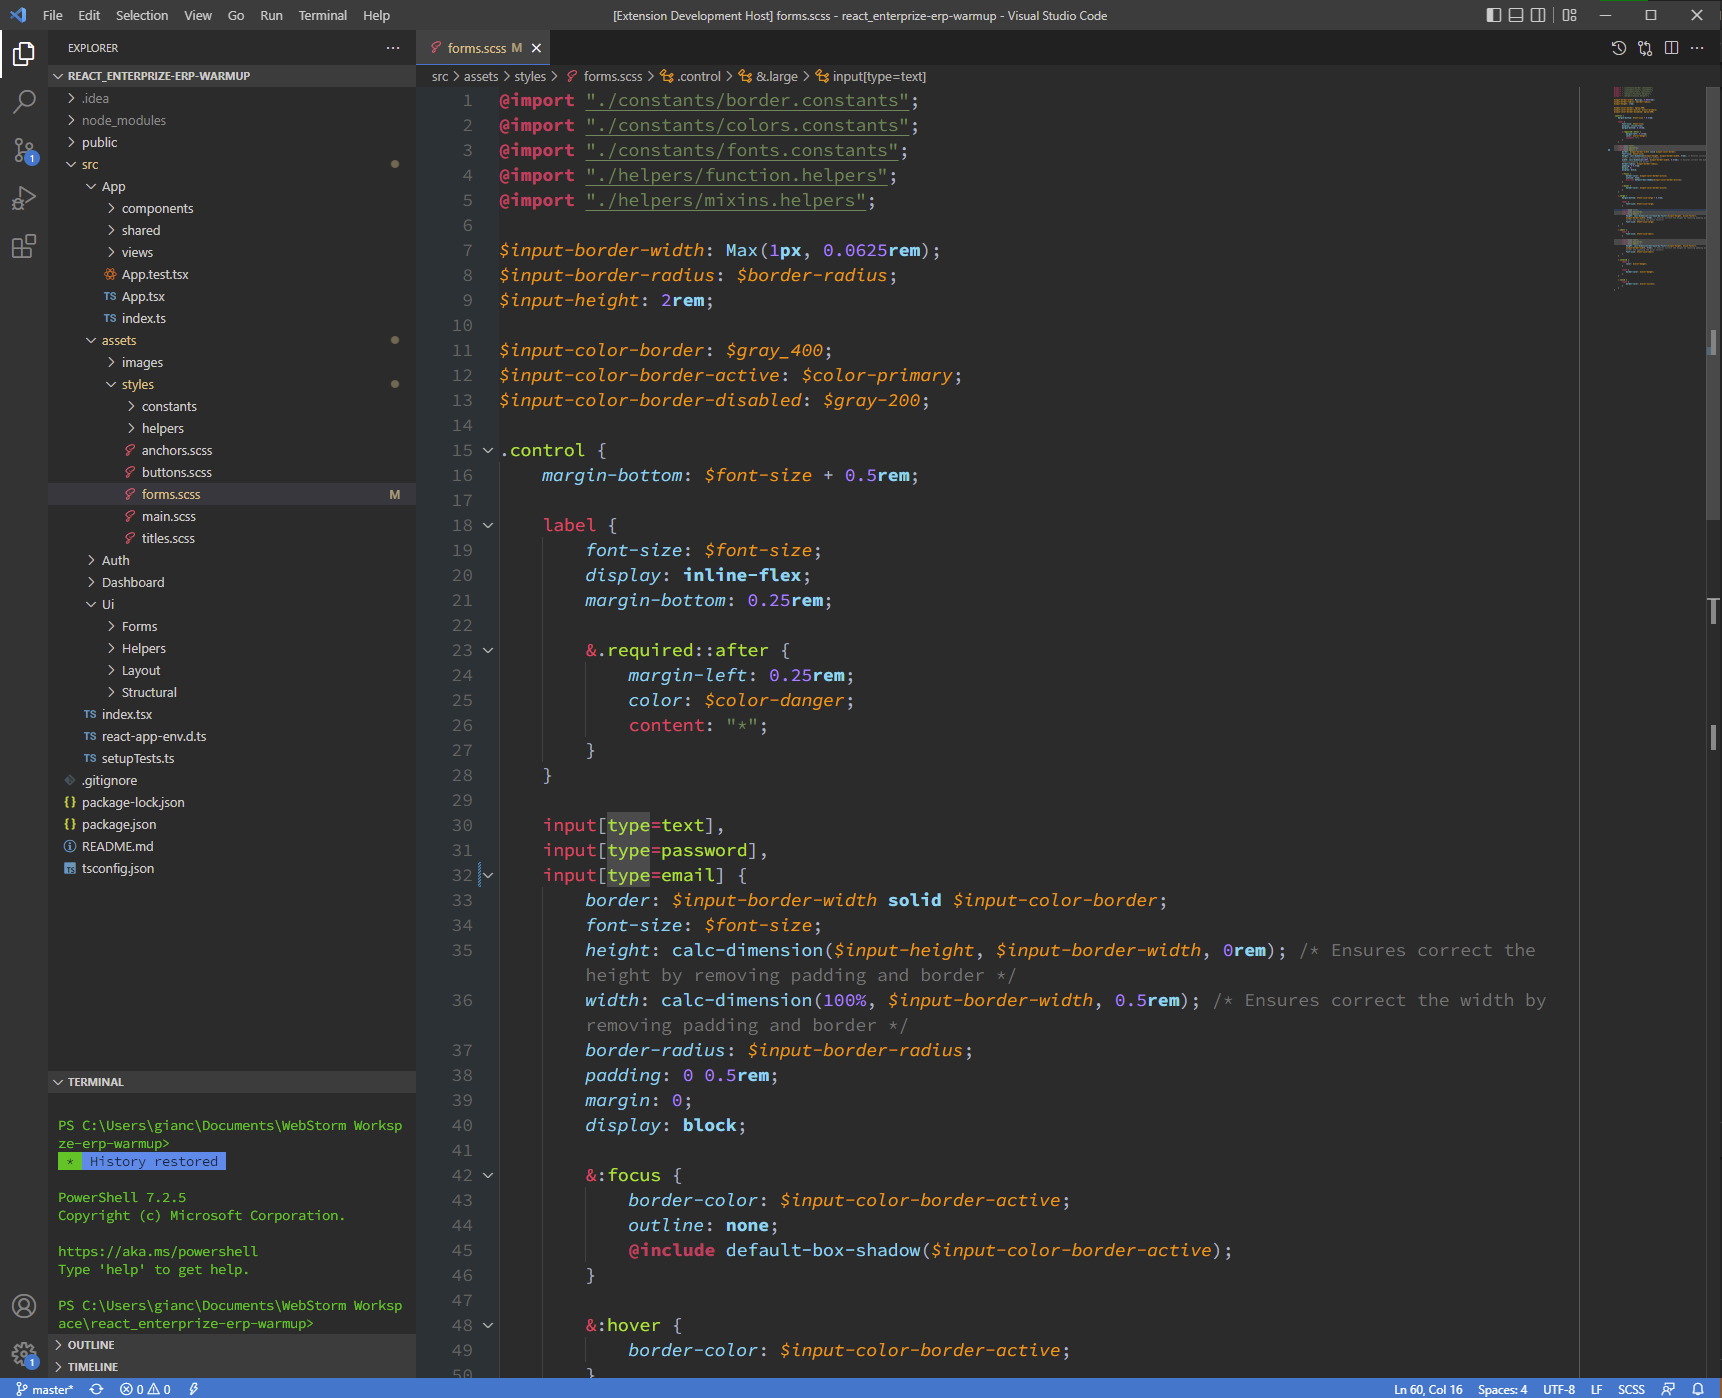 File Edit Selection View Go Run Terminal Help
[Extension Development Host] forms.scss - react_enterprize-erp-warmup - Visual Studio Code
EXPLORER
REACT_ENTERPRIZE-ERP-WARMUP
.idea
node_modules
public
src
App
components
shared
views
App.test.tsx
TS App.tsx
TS index.ts
assets
images
styles
constants
helpers
anchors.scss
buttons.scss
forms.scss M
main.scss
titles.scss
Auth
Dashboard
Ui
Forms
Helpers
Layout
Structural
TS index.tsx
TS react-app-env.d.ts
TS setupTests.ts
.gitignore
{} package-lock.json
{} package.json
README.md
tsconfig.json
TERMINAL
PS C:\Users\gianc\Documents\WebStorm Worksp
ze-erp-warmup>
* History restored
PowerShell 7.2.5
Copyright (c) Microsoft Corporation.
https://aka.ms/powershell
Type 'help' to get help.
PS C:\Users\gianc\Documents\WebStorm Worksp
ace\react_enterprize-erp-warmup>
OUTLINE
TIMELINE
forms.scss M
src > assets > styles > forms.scss > .control > &.large > input[type=text]
1 @import "./constants/border.constants";
2 @import "./constants/colors.constants";
3 @import "./constants/fonts.constants";
4 @import "./helpers/function.helpers";
5 @import "./helpers/mixins.helpers";
6
7 $input-border-width: Max(1px, 0.0625rem);
8 $input-border-radius: $border-radius;
9 $input-height: 2rem;
10
11 $input-color-border: $gray_400;
12 $input-color-border-active: $color-primary;
13 $input-color-border-disabled: $gray-200;
14
15 .control {
16 margin-bottom: $font-size + 0.5rem;
17
18 label {
19 font-size: $font-size;
20 display: inline-flex;
21 margin-bottom: 0.25rem;
22
23 &.required::after {
24 margin-left: 0.25rem;
25 color: $color-danger;
26 content: "*";
27 }
28 }
29
30 input[type=text],
31 input[type=password],
32 input[type=email] {
33 border: $input-border-width solid $input-color-border;
34 font-size: $font-size;
35 height: calc-dimension($input-height, $input-border-width, 0rem); /* Ensures correct the
height by removing padding and border */
36 width: calc-dimension(100%, $input-border-width, 0.5rem); /* Ensures correct the width by
removing padding and border */
37 border-radius: $input-border-radius;
38 padding: 0 0.5rem;
39 margin: 0;
40 display: block;
41
42 &:focus {
43 border-color: $input-color-border-active;
44 outline: none;
45 @include default-box-shadow($input-color-border-active);
46 }
47
48 &:hover {
49 border-color: $input-color-border-active;
50 }
1
1
master* 0 0 Ln 60, Col 16 Spaces: 4 UTF-8 LF SCSS